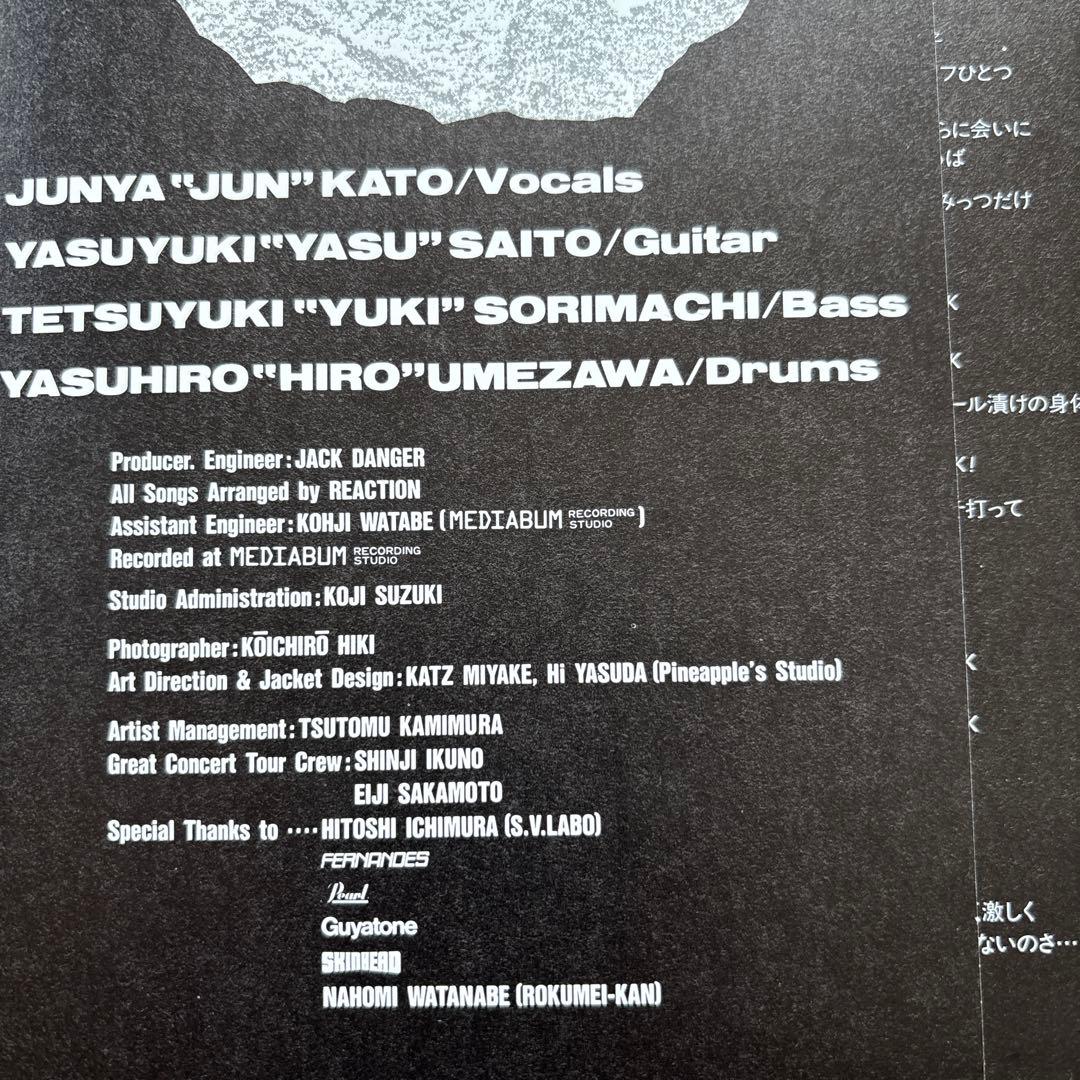 JUNYA "JUN" KATO/Vocals
YASUYUKI "YASU" SAITO/Guitar
TETSUYUKI "YUKI" SORIMACHI/Bass
YASUHIRO "HIRO" UMEZAWA/Drums
Producer. Engineer: JACK DANGER
All Songs Arranged by REACTION
Assistant Engineer: KOHJI WATABE (MEDIABUM RECORDING STUDIO)
Recorded at MEDIABUM RECORDING STUDIO
Studio Administration: KOJI SUZUKI
Photographer: KŌICHIRŌ HIKI
Art Direction & Jacket Design: KATZ MIYAKE, Hi YASUDA (Pineapple's Studio)
Artist Management: TSUTOMU KAMIMURA
Great Concert Tour Crew: SHINJI IKUNO
EIJI SAKAMOTO
Special Thanks to ···· HITOSHI ICHIMURA (S.V.LABO)
FERNANDES
Pearl
Guyatone
SKINHEAD
NAHOMI WATANABE (ROKUMEI-KAN)
フひとつ
らに会いに
ば
みっつだけ
K
K
ール漬けの身体
K!
打って
K
K
激しく
ないのさ…